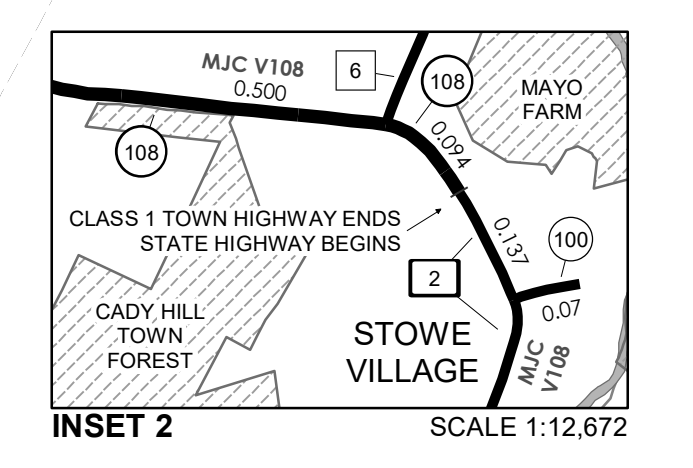 MJC V108
0.500
6
108
MAYO
FARM
108
0.094
CLASS 1 TOWN HIGHWAY ENDS
STATE HIGHWAY BEGINS
0.137
100
2
0.07
CADY HILL
TOWN
FOREST
STOWE
VILLAGE
MJC
V108
INSET 2
SCALE 1:12,672